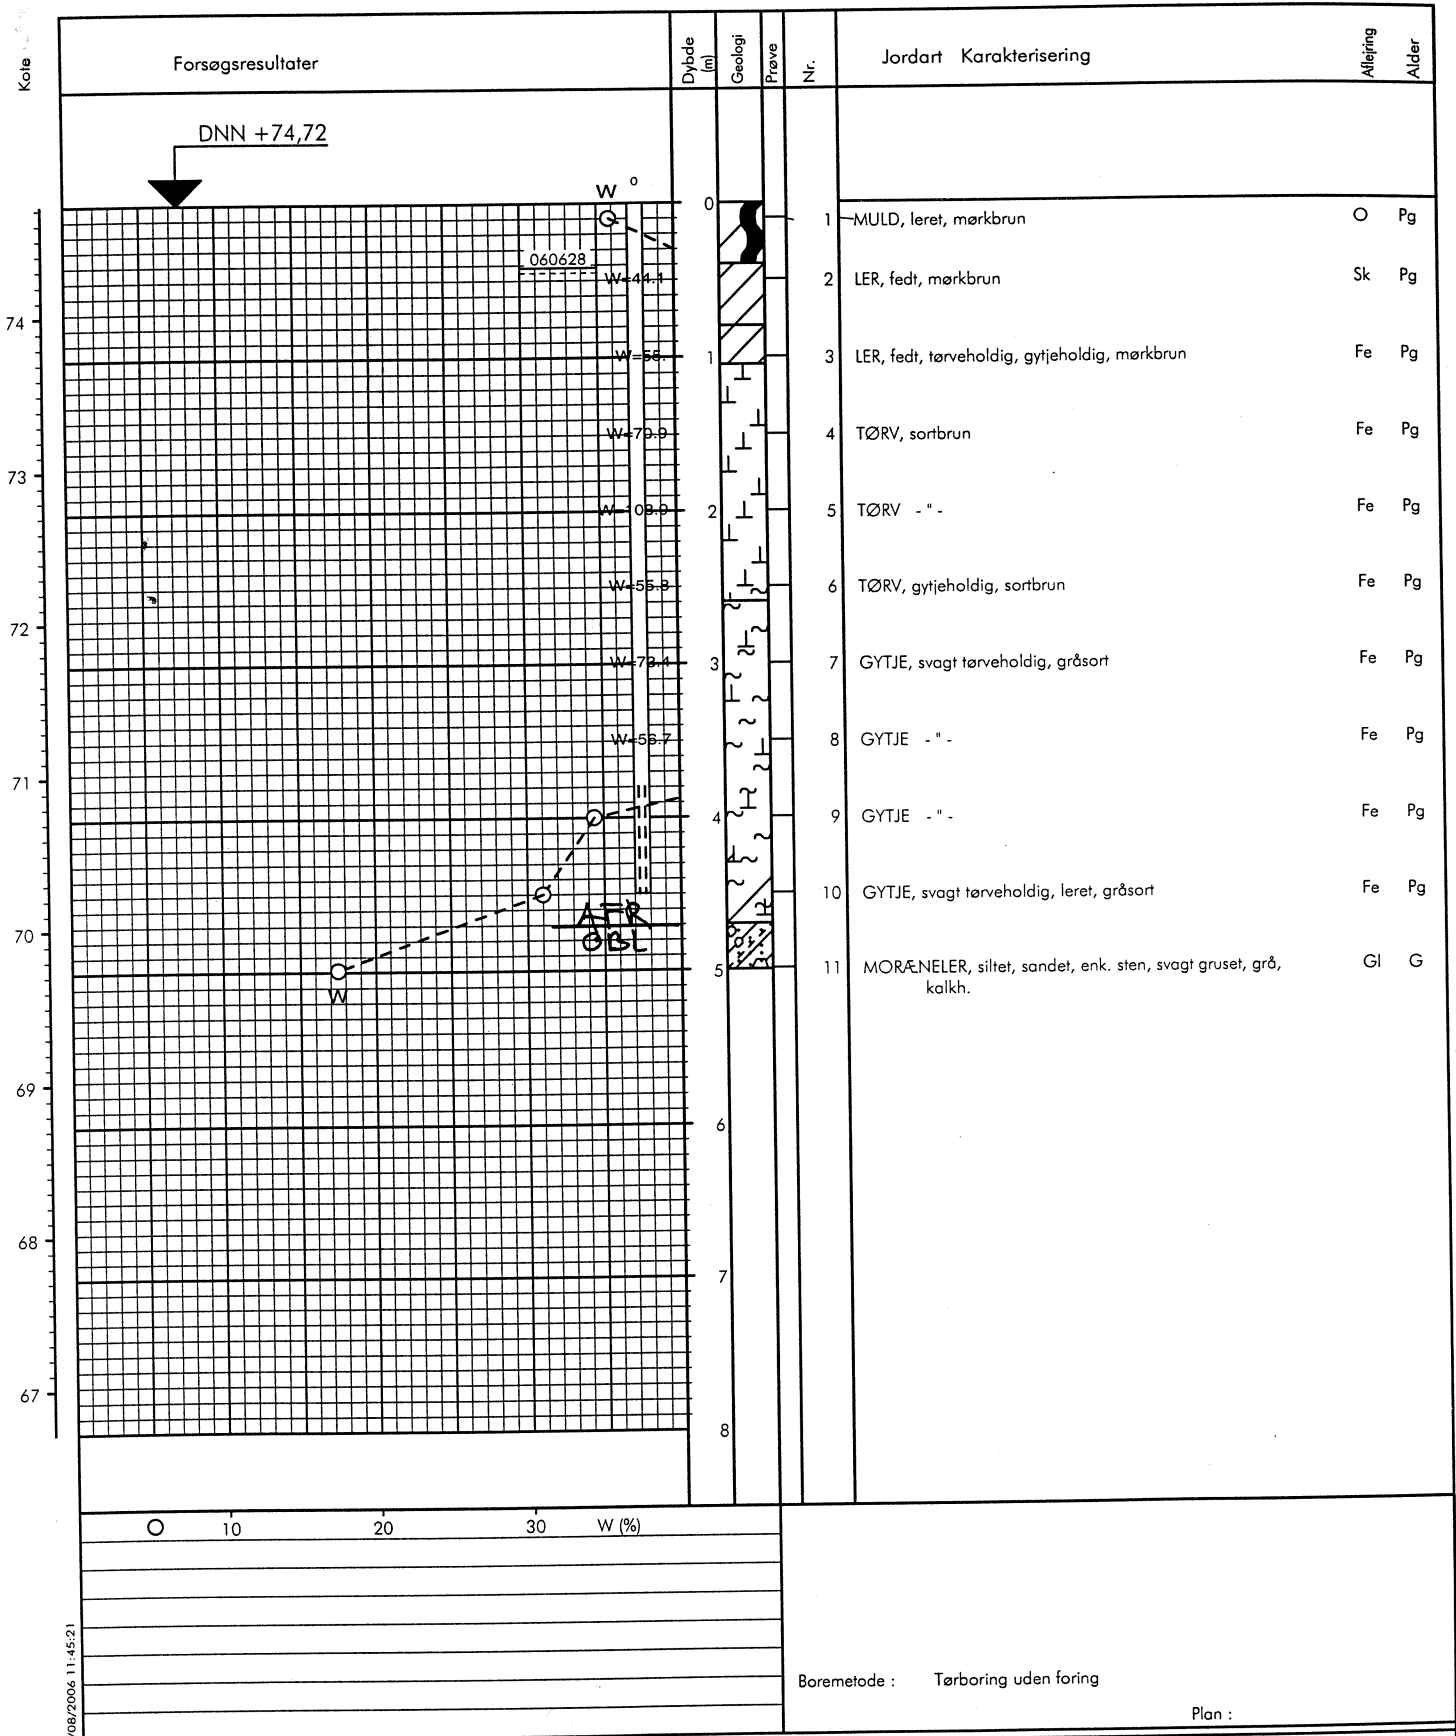 Kote
Forsøgsresultater
Dybde (m)
Geologi
Prøve
Nr.
Jordart Karakterisering
Aflejring
Alder
DNN +74,72
W o
0
1 MULD, leret, mørkbrun O Pg
060628
W=44.1
2 LER, fedt, mørkbrun Sk Pg
74
1
3 LER, fedt, tørveholdig, gytjeholdig, mørkbrun Fe Pg
W=70.9
4 TØRV, sortbrun Fe Pg
73
W=108.9
2
5 TØRV - " - Fe Pg
W=55.8
6 TØRV, gytjeholdig, sortbrun Fe Pg
72
W=73.4
3
7 GYTJE, svagt tørveholdig, gråsort Fe Pg
W=56.7
8 GYTJE - " - Fe Pg
71
4
9 GYTJE - " - Fe Pg
10 GYTJE, svagt tørveholdig, leret, gråsort Fe Pg
AFR
70
OBL
5
11 MORÆNELER, siltet, sandet, enk. sten, svagt gruset, grå, Gl G
kalkh.
W
69
6
68
7
67
8
O 10 20 30 W (%)
/08/2006 11:45:21
Boremetode : Tørboring uden foring
Plan :